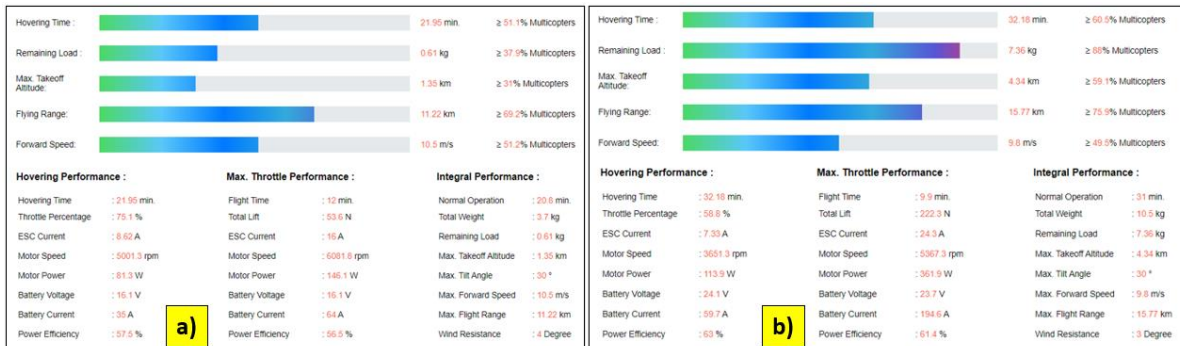 Hovering Time : 21.95 min. ≥ 51.1% Multicopters
Remaining Load : 0.61 kg ≥ 37.9% Multicopters
Max. Takeoff Altitude: 1.35 km ≥ 31% Multicopters
Flying Range: 11.22 km ≥ 69.2% Multicopters
Forward Speed: 10.5 m/s ≥ 51.2% Multicopters
Hovering Performance : Max. Throttle Performance : Integral Performance :
Hovering Time : 21.95 min. Flight Time : 12 min. Normal Operation : 20.8 min.
Throttle Percentage : 75.1 % Total Lift : 53.6 N Total Weight : 3.7 kg
ESC Current : 8.62 A ESC Current : 16 A Remaining Load : 0.61 kg
Motor Speed : 5001.3 rpm Motor Speed : 6081.8 rpm Max. Takeoff Altitude : 1.35 km
Motor Power : 81.3 W Motor Power : 146.1 W Max. Tilt Angle : 30 °
Battery Voltage : 16.1 V Battery Voltage : 16.1 V Max. Forward Speed : 10.5 m/s
Battery Current : 35 A Battery Current : 64 A Max. Flight Range : 11.22 km
Power Efficiency : 57.5 % Power Efficiency : 56.5 % Wind Resistance : 4 Degree
a)
Hovering Time : 32.18 min. ≥ 60.5% Multicopters
Remaining Load : 7.36 kg ≥ 88% Multicopters
Max. Takeoff Altitude: 4.34 km ≥ 59.1% Multicopters
Flying Range: 15.77 km ≥ 75.9% Multicopters
Forward Speed: 9.8 m/s ≥ 49.5% Multicopters
Hovering Performance : Max. Throttle Performance : Integral Performance :
Hovering Time : 32.18 min. Flight Time : 9.9 min. Normal Operation : 31 min.
Throttle Percentage : 58.8 % Total Lift : 222.3 N Total Weight : 10.5 kg
ESC Current : 7.33 A ESC Current : 24.3 A Remaining Load : 7.36 kg
Motor Speed : 3651.3 rpm Motor Speed : 5367.3 rpm Max. Takeoff Altitude : 4.34 km
Motor Power : 113.9 W Motor Power : 361.9 W Max. Tilt Angle : 30 °
Battery Voltage : 24.1 V Battery Voltage : 23.7 V Max. Forward Speed : 9.8 m/s
Battery Current : 59.7 A Battery Current : 194.6 A Max. Flight Range : 15.77 km
Power Efficiency : 63 % Power Efficiency : 61.4 % Wind Resistance : 3 Degree
b)